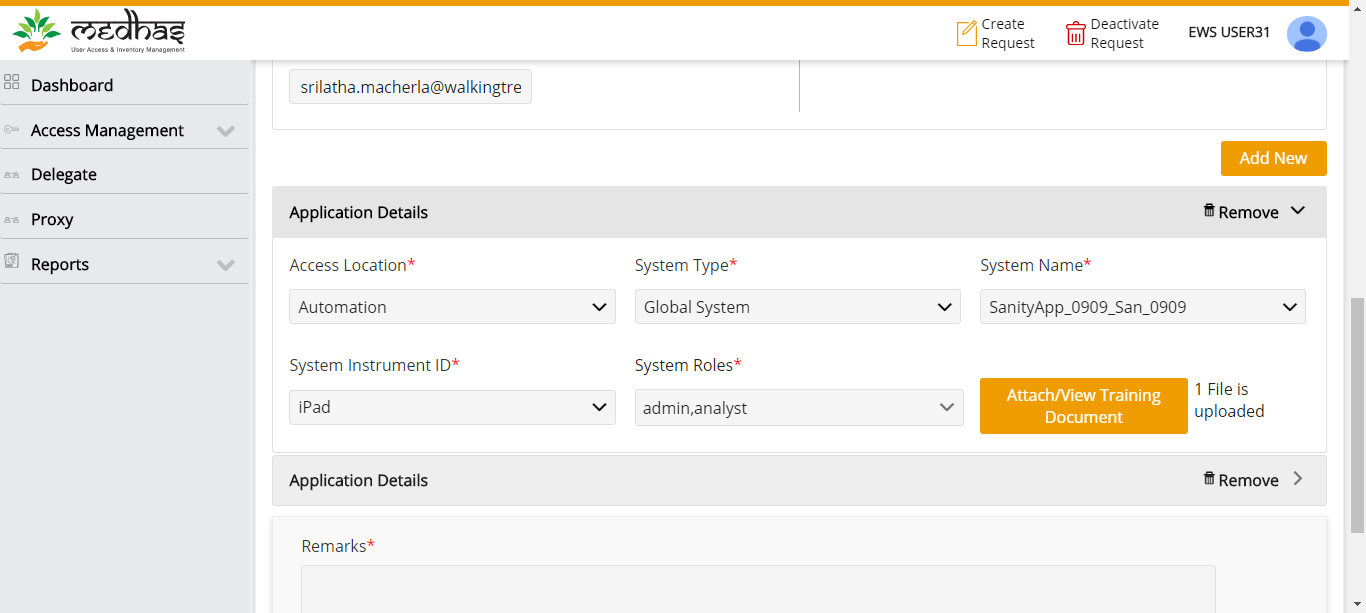 medhas
User Access & Inventory Management
Create
Request
Deactivate
Request
EWS USER31
Dashboard
Access Management
Delegate
Proxy
Reports
srilatha.macherla@walkingtre
Add New
Application Details
Remove
Access Location*
System Type*
System Name*
Automation
Global System
SanityApp_0909_San_0909
System Instrument ID*
System Roles*
iPad
admin,analyst
Attach/View Training
Document
1 File is
uploaded
Application Details
Remove
Remarks*